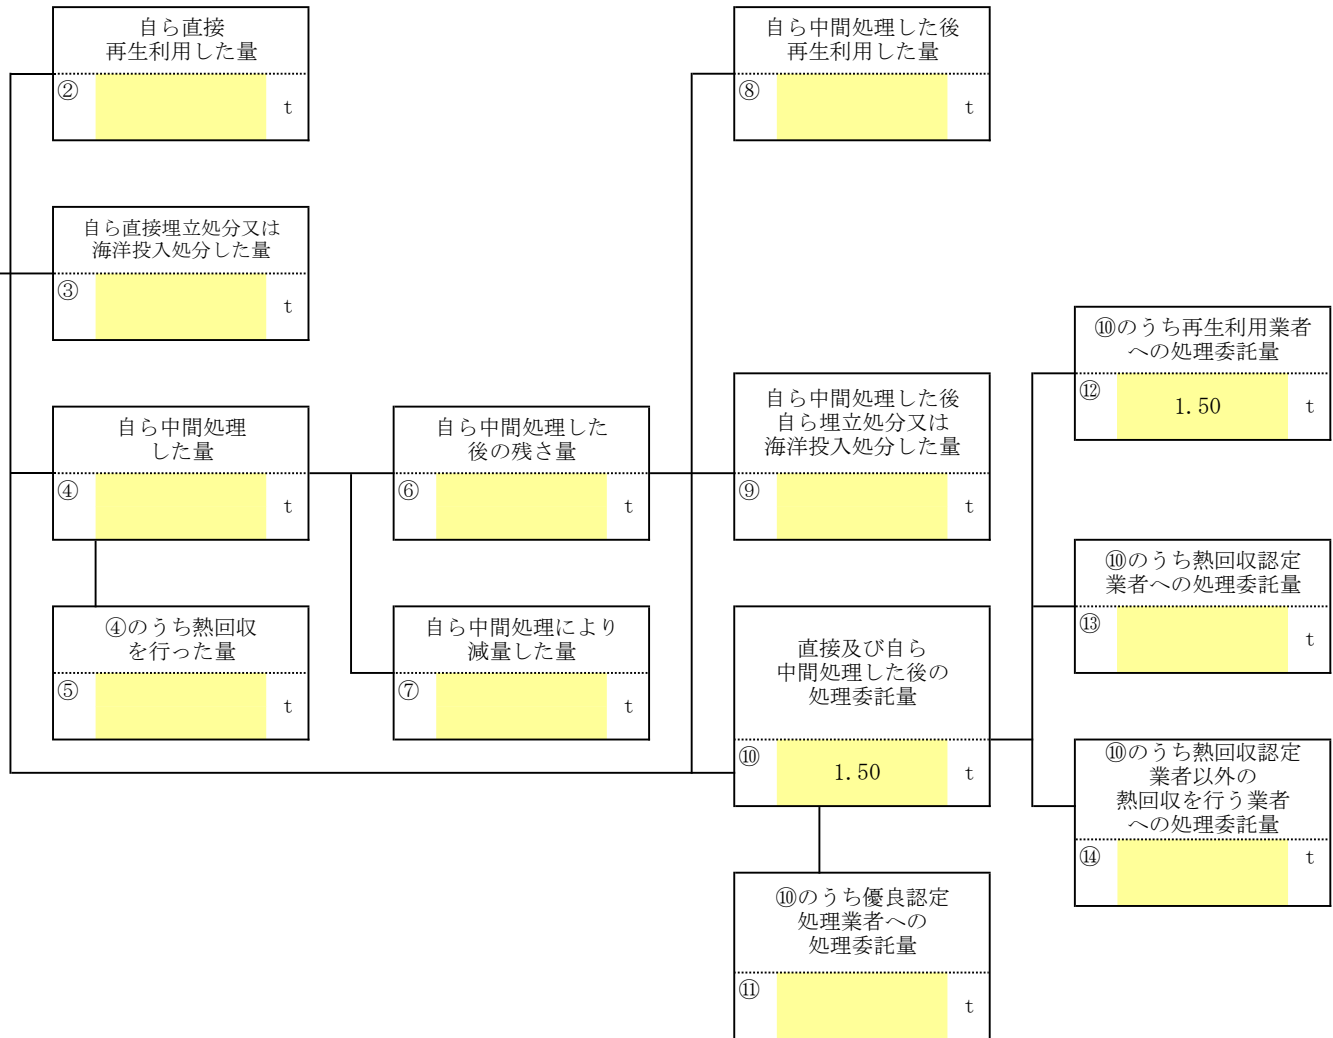 自ら直接
再生利用した量
②
t
自ら中間処理した後
再生利用した量
⑧
t
自ら直接埋立処分又は
海洋投入処分した量
③
t
⑩のうち再生利用業者
への処理委託量
⑫
1.50 t
自ら中間処理
した量
④
t
自ら中間処理した
後の残さ量
⑥
t
自ら中間処理した後
自ら埋立処分又は
海洋投入処分した量
⑨
t
⑩のうち熱回収認定
業者への処理委託量
⑬
t
④のうち熱回収
を行った量
⑤
t
自ら中間処理により
減量した量
⑦
t
直接及び自ら
中間処理した後の
処理委託量
⑩
1.50 t
⑩のうち熱回収認定
業者以外の
熱回収を行う業者
への処理委託量
⑭
t
⑩のうち優良認定
処理業者への
処理委託量
⑪
t